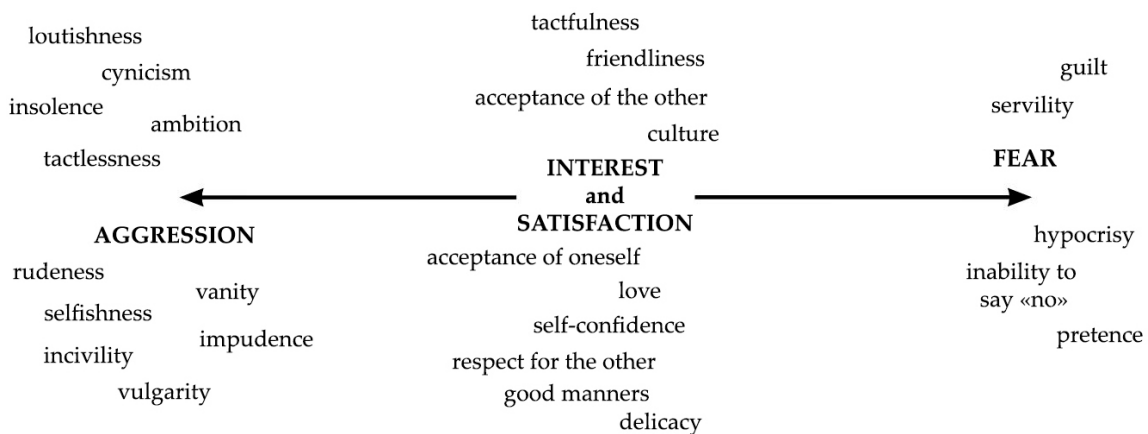 loutishness
cynicism
insolence
ambition
tactlessness
AGGRESSION
rudeness
vanity
selfishness
impudence
incivility
vulgarity
tactfulness
friendliness
acceptance of the other
culture
INTEREST
and
SATISFACTION
acceptance of oneself
love
self-confidence
respect for the other
good manners
delicacy
guilt
servility
FEAR
hypocrisy
inability to
say «no»
pretence